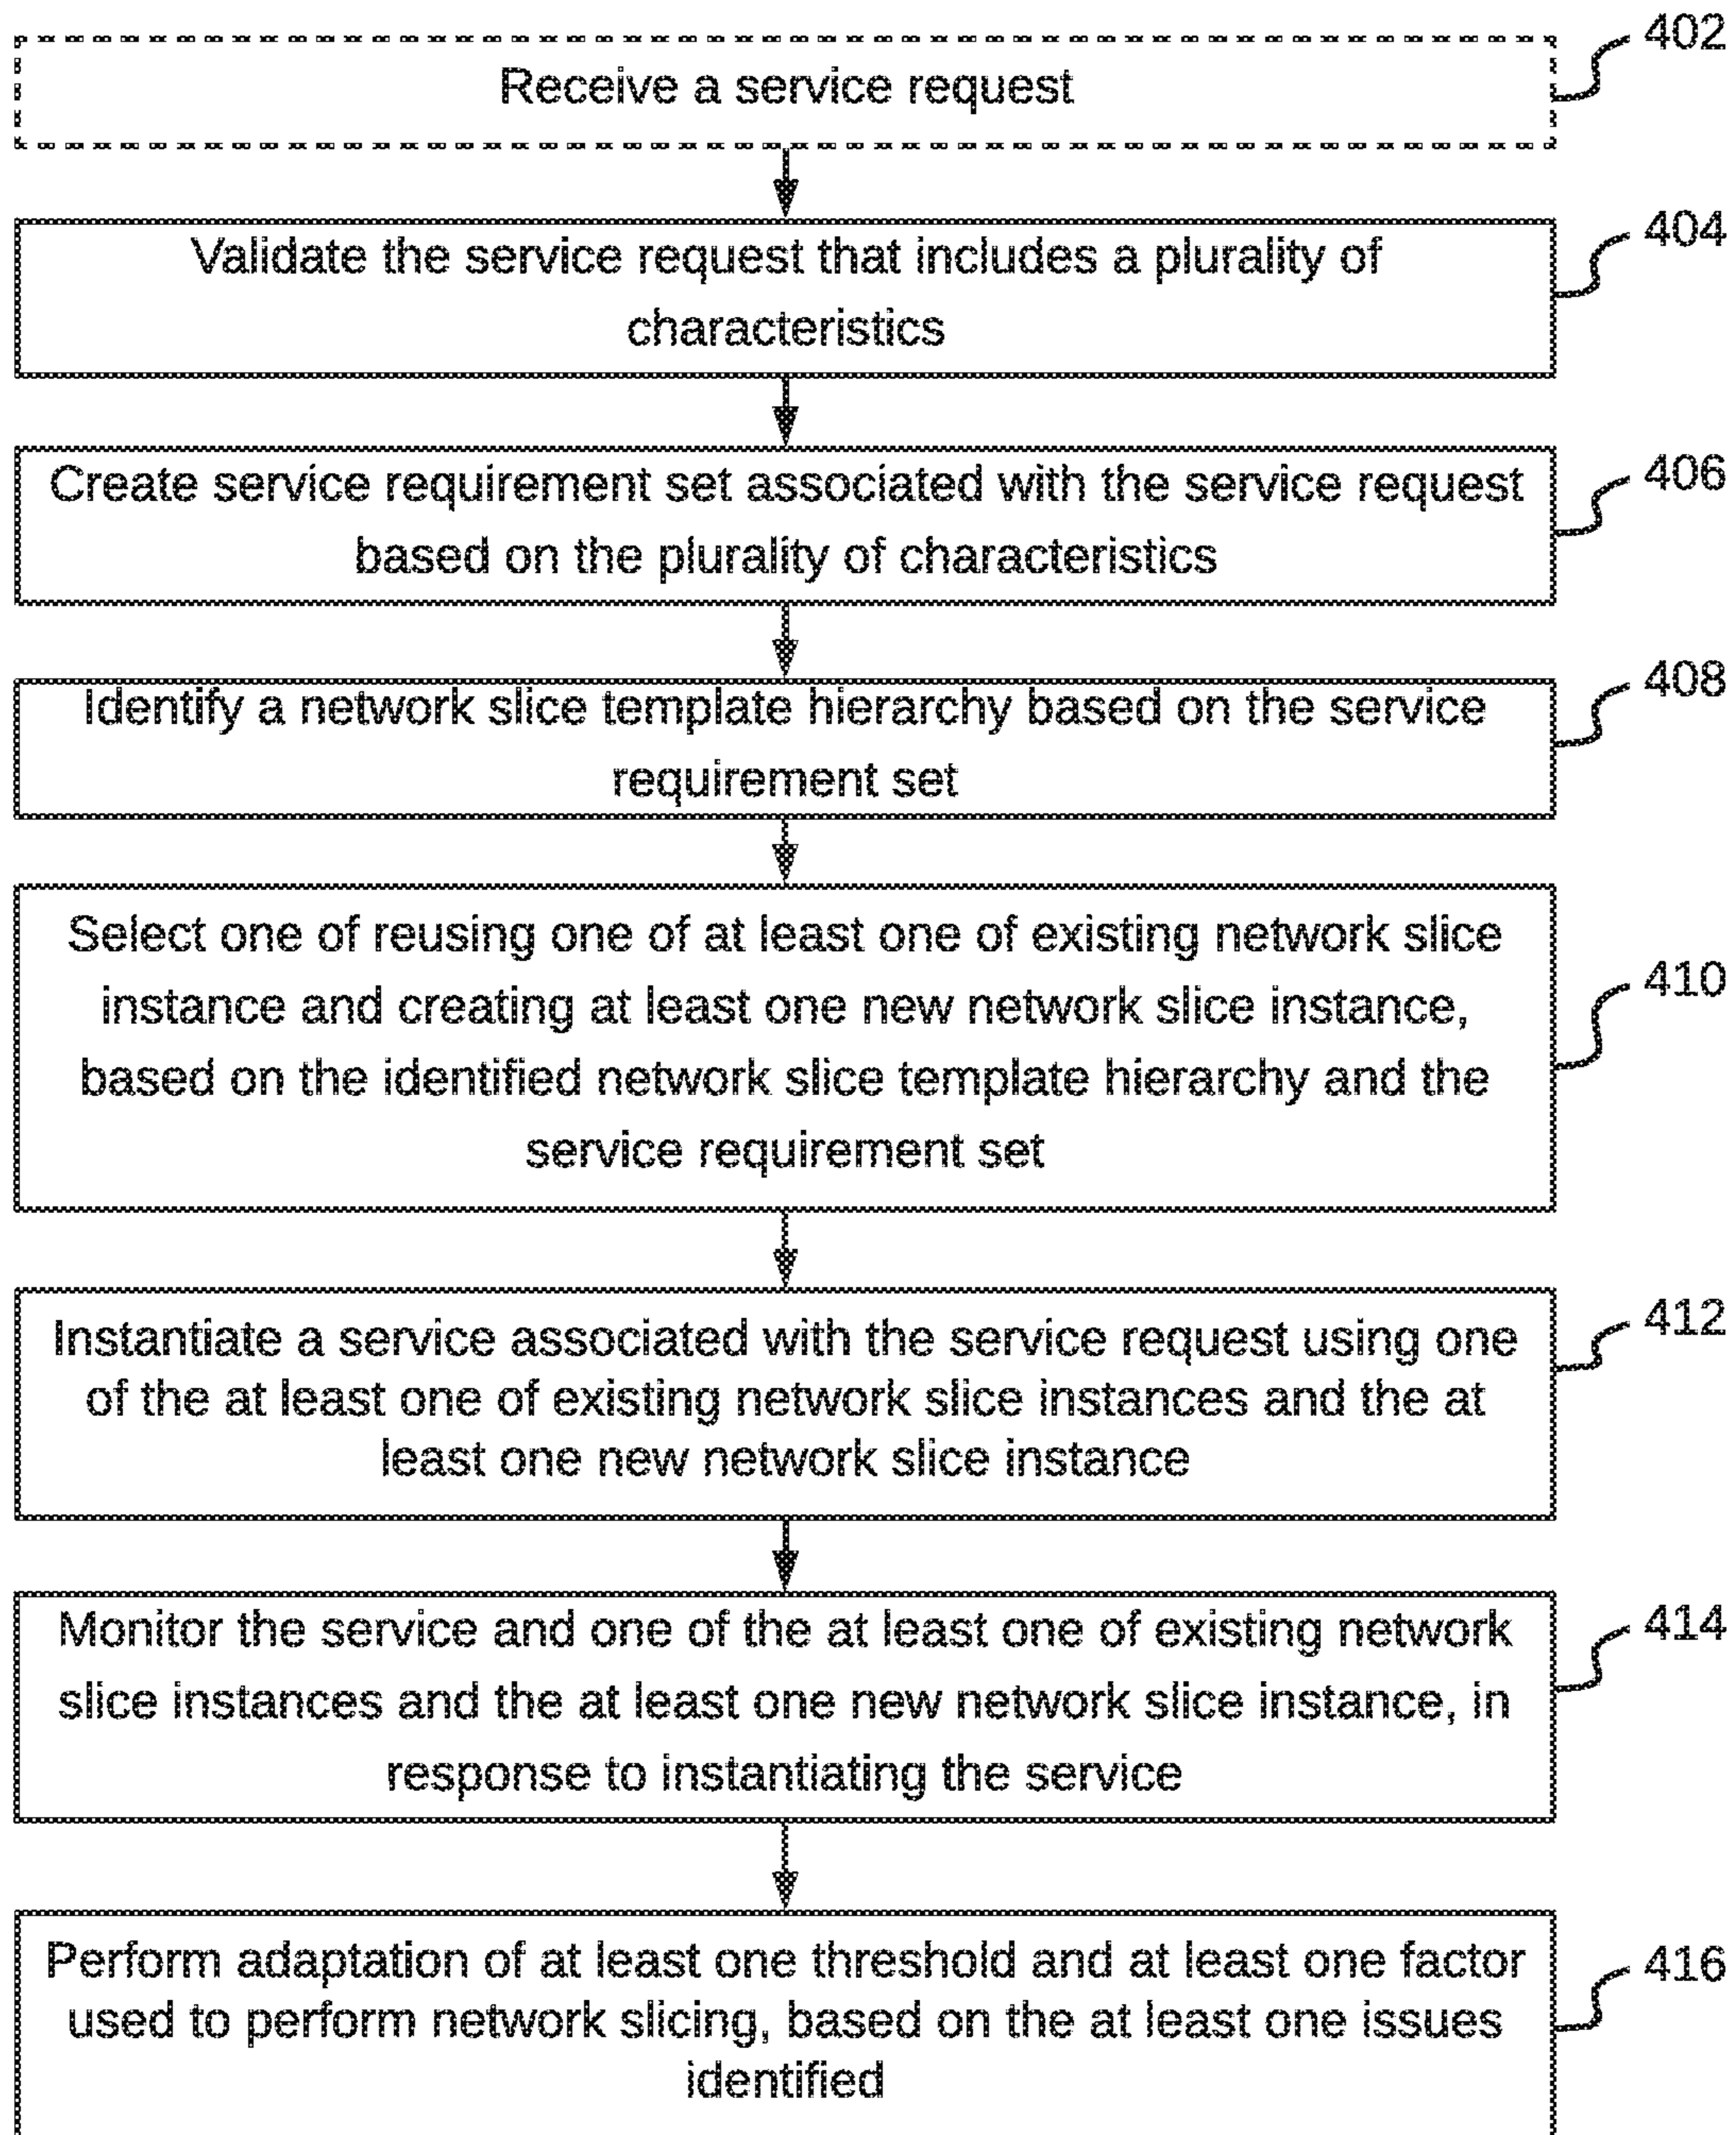 402
Receive a service request
404
Validate the service request that includes a plurality of
characteristics
406
Create service requirement set associated with the service request
based on the plurality of characteristics
408
Identify a network slice template hierarchy based on the service
requirement set
Select one of reusing one of at least one of existing network slice
410
instance and creating at least one new network slice instance,
based on the identified network slice template hierarchy and the
service requirement set
412
Instantiate a service associated with the service request using one
of the at least one of existing network slice instances and the at
least one new network slice instance
414
Monitor the service and one of the at least one of existing network
slice instances and the at least one new network slice instance, in
response to instantiating the service
416
Perform adaptation of at least one threshold and at least one factor
used to perform network slicing, based on the at least one issues
identified